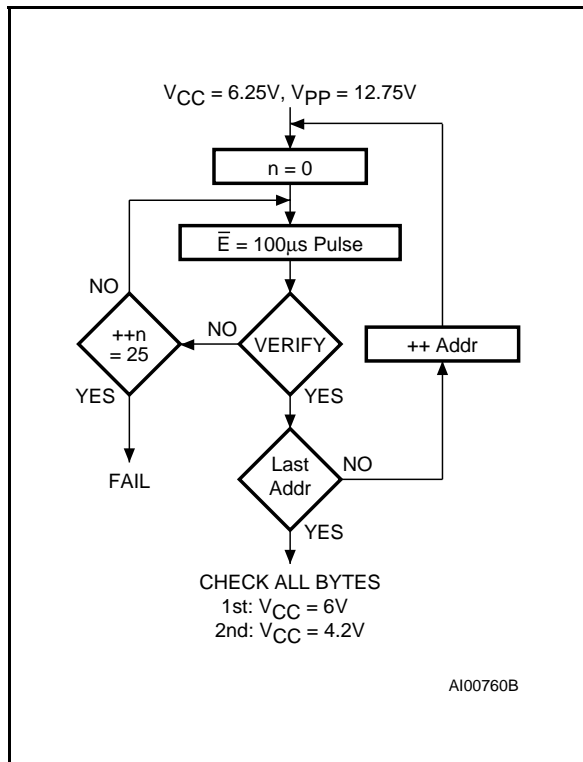 VCC = 6.25V, VPP = 12.75V
n = 0
E̅ = 100μs Pulse
NO
++n
= 25
NO
VERIFY
++ Addr
YES
YES
FAIL
Last
Addr
NO
YES
CHECK ALL BYTES
1st: VCC = 6V
2nd: VCC = 4.2V
AI00760B